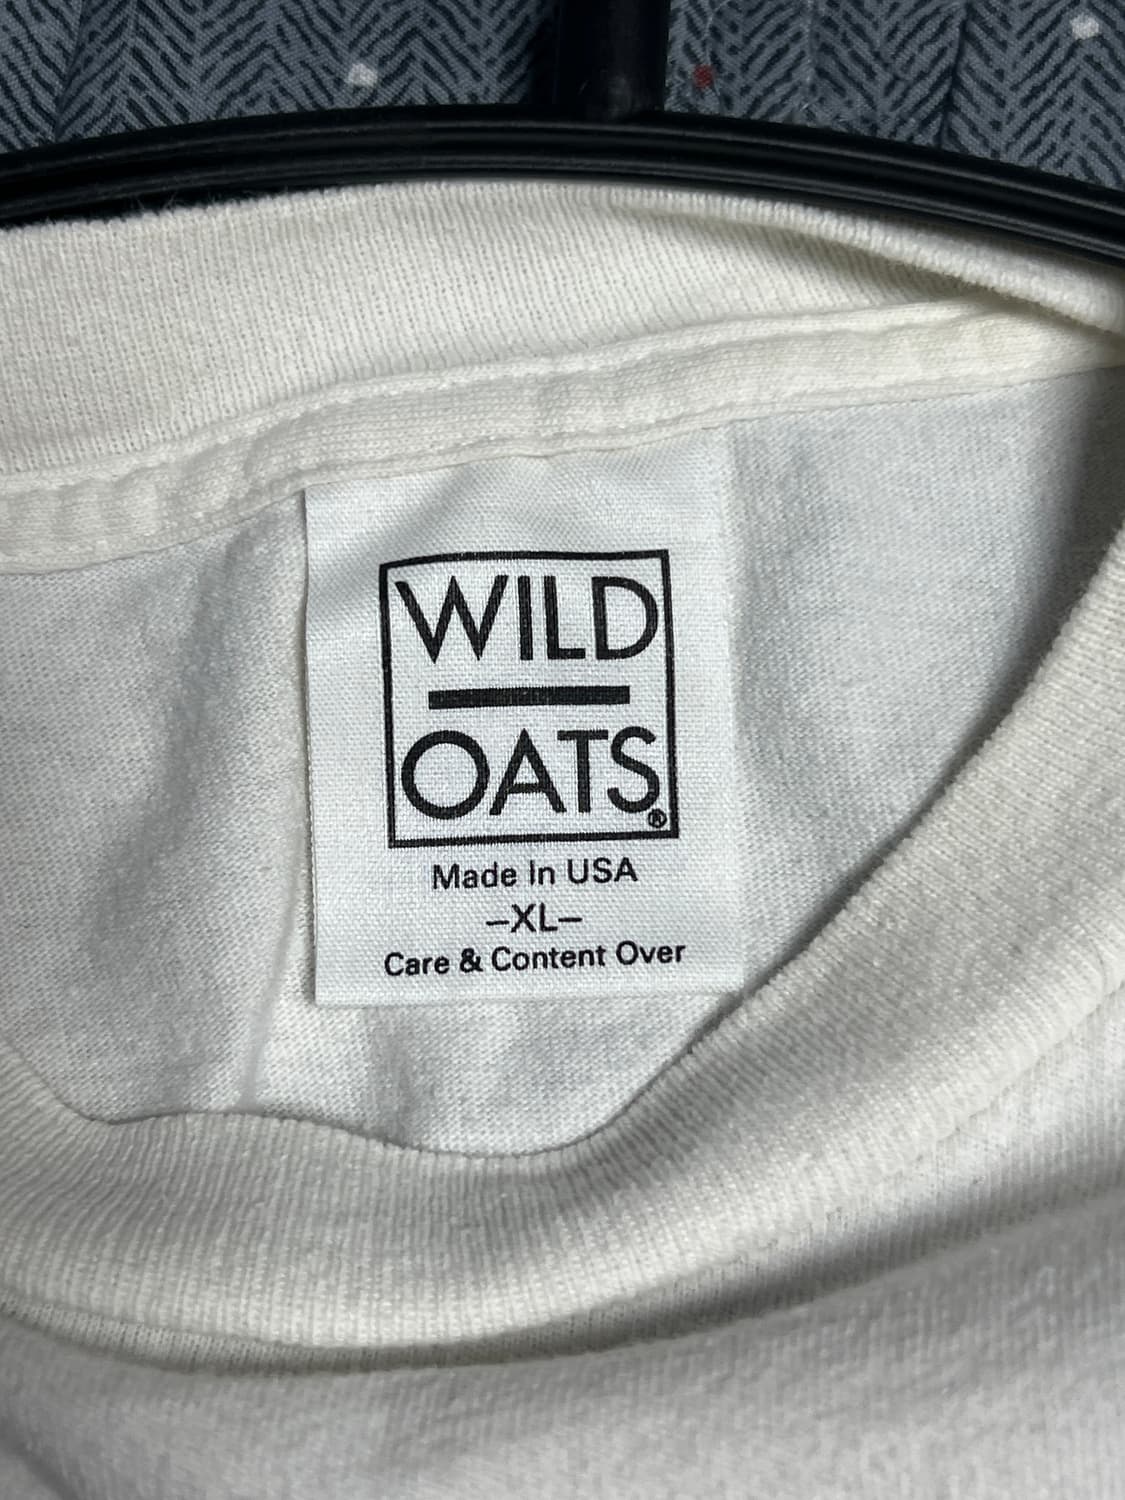 WILD
OATS®
Made In USA
–XL–
Care & Content Over